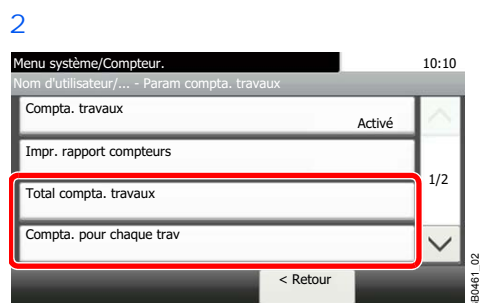 2
Menu système/Compteur.
10:10
Nom d'utilisateur/... - Param compta. travaux
Compta. travaux
Activé
Impr. rapport compteurs
1/2
Total compta. travaux
Compta. pour chaque trav
< Retour
B0461_02